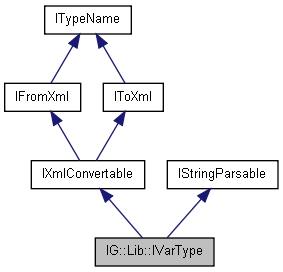 ITypeName
IFromXml
IToXml
IXmlConvertable
IStringParsable
IG::Lib::IVarType